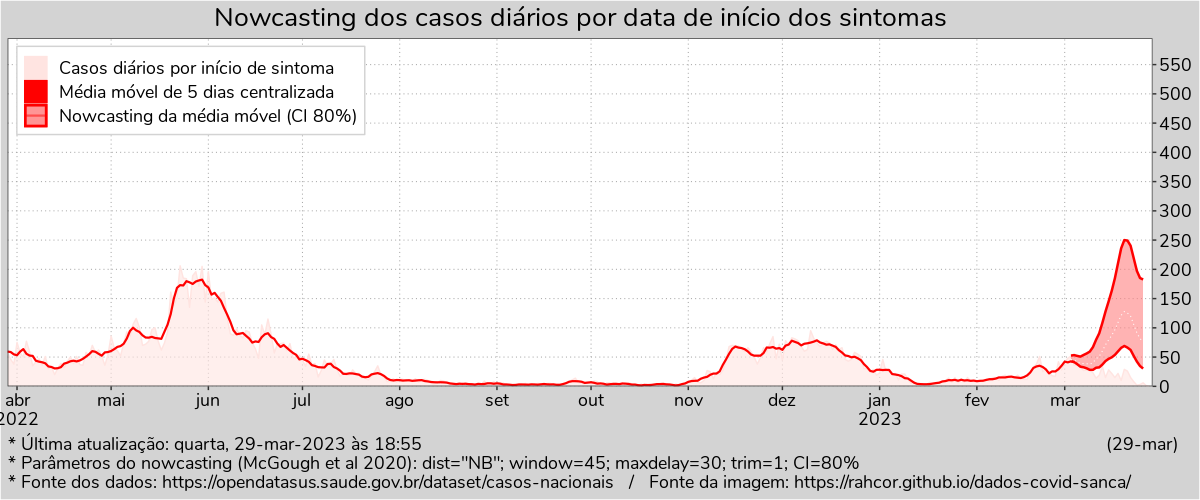 Nowcasting dos casos diários por data de início dos sintomas
Casos diários por início de sintoma
Média móvel de 5 dias centralizada
Nowcasting da média móvel (CI 80%)
550
500
450
400
350
300
250
200
150
100
50
0
abr mai jun jul ago set out nov dez jan fev mar
2022 2023
* Última atualização: quarta, 29-mar-2023 às 18:55 (29-mar)
* Parâmetros do nowcasting (McGough et al 2020): dist="NB"; window=45; maxdelay=30; trim=1; CI=80%
* Fonte dos dados: https://opendatasus.saude.gov.br/dataset/casos-nacionais / Fonte da imagem: https://rahcor.github.io/dados-covid-sanca/